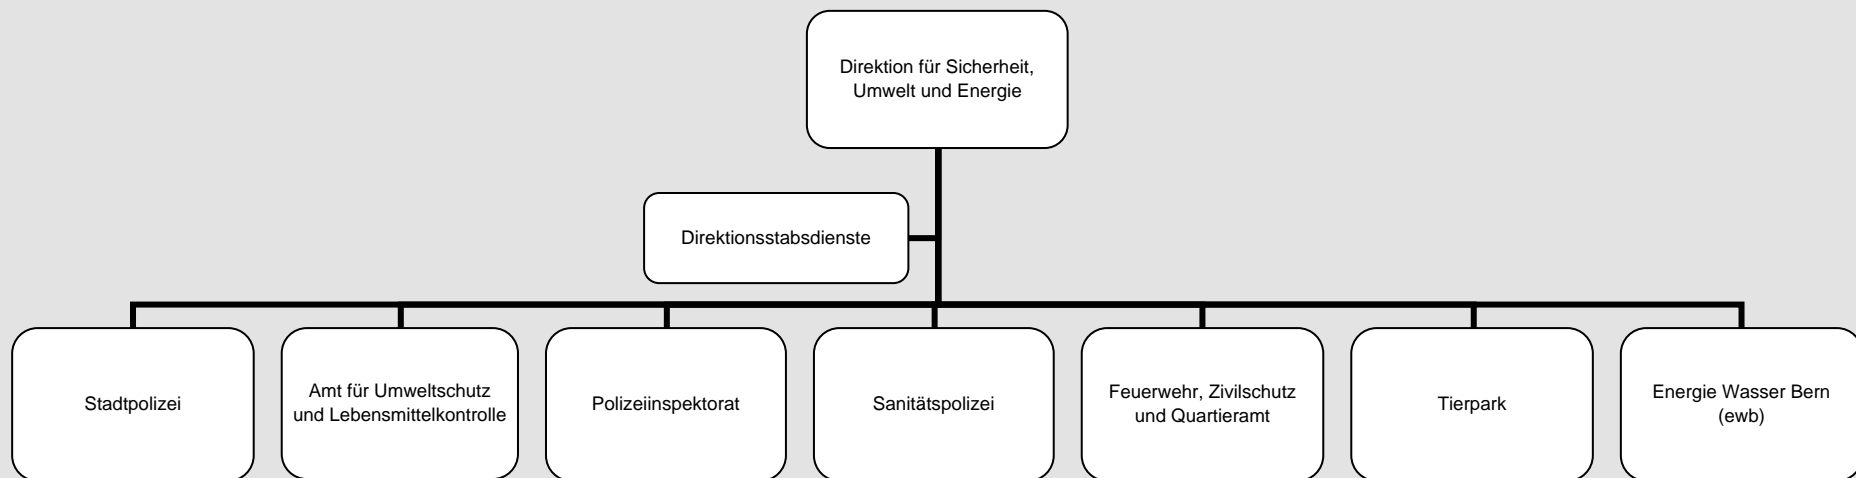 Direktion für Sicherheit,
Umwelt und Energie
Direktionsstabsdienste
Stadtpolizei
Amt für Umweltschutz
und Lebensmittelkontrolle
Polizeiinspektorat
Sanitätspolizei
Feuerwehr, Zivilschutz
und Quartieramt
Tierpark
Energie Wasser Bern
(ewb)